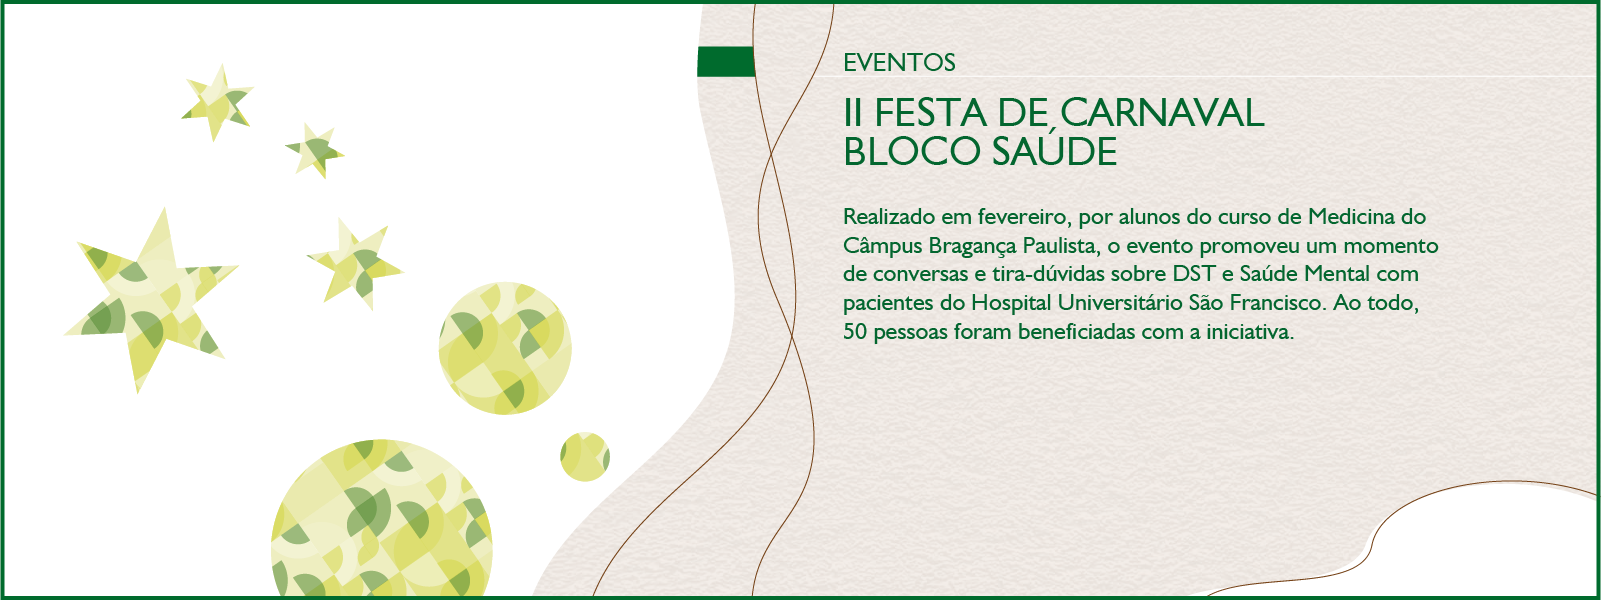 EVENTOS
II FESTA DE CARNAVAL
BLOCO SAÚDE
Realizado em fevereiro, por alunos do curso de Medicina do
Câmpus Bragança Paulista, o evento promoveu um momento
de conversas e tira-dúvidas sobre DST e Saúde Mental com
pacientes do Hospital Universitário São Francisco. Ao todo,
50 pessoas foram beneficiadas com a iniciativa.